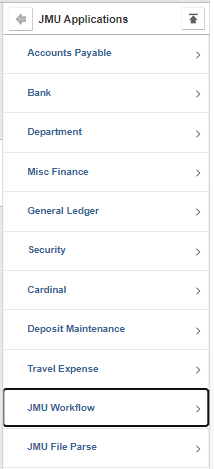 JMU Applications
Accounts Payable
Bank
Department
Misc Finance
General Ledger
Security
Cardinal
Deposit Maintenance
Travel Expense
JMU Workflow
JMU File Parse